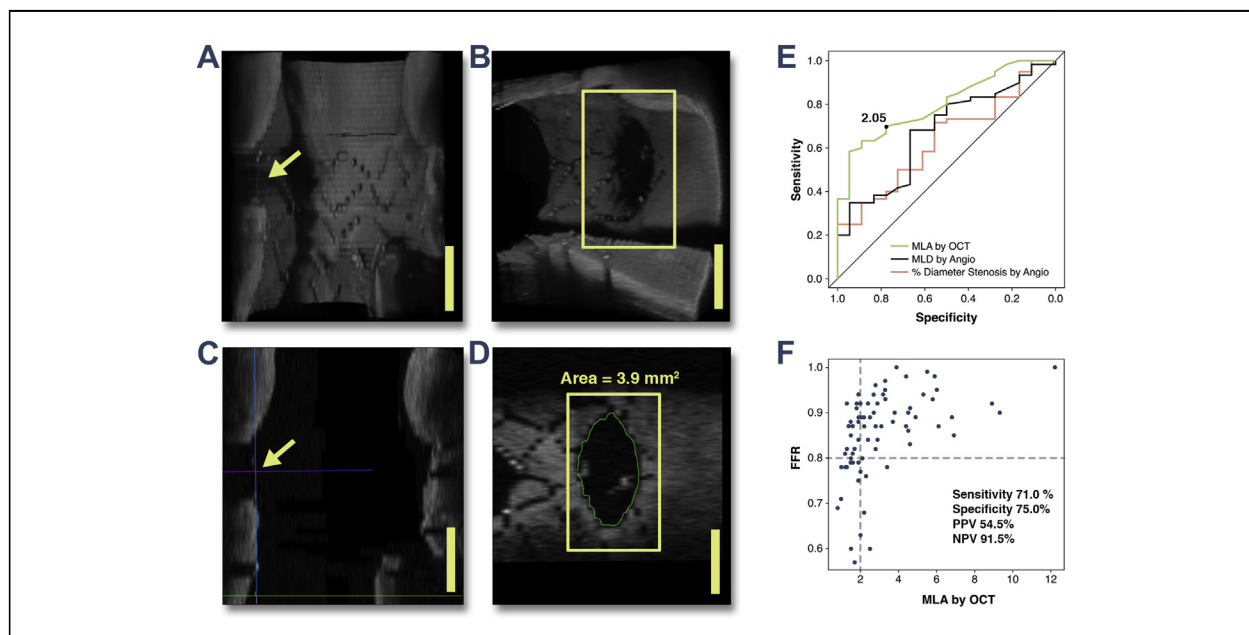 A
B
C
D
Area = 3.9 mm²
E
1.0
0.8
0.6
0.4
0.2
0.0
Sensitivity
2.05
MLA by OCT
MLD by Angio
% Diameter Stenosis by Angio
1.0 0.8 0.6 0.4 0.2 0.0
Specificity
F
1.0
0.9
0.8
0.7
0.6
FFR
Sensitivity 71.0 %
Specificity 75.0%
PPV 54.5%
NPV 91.5%
2 4 6 8 10 12
MLA by OCT